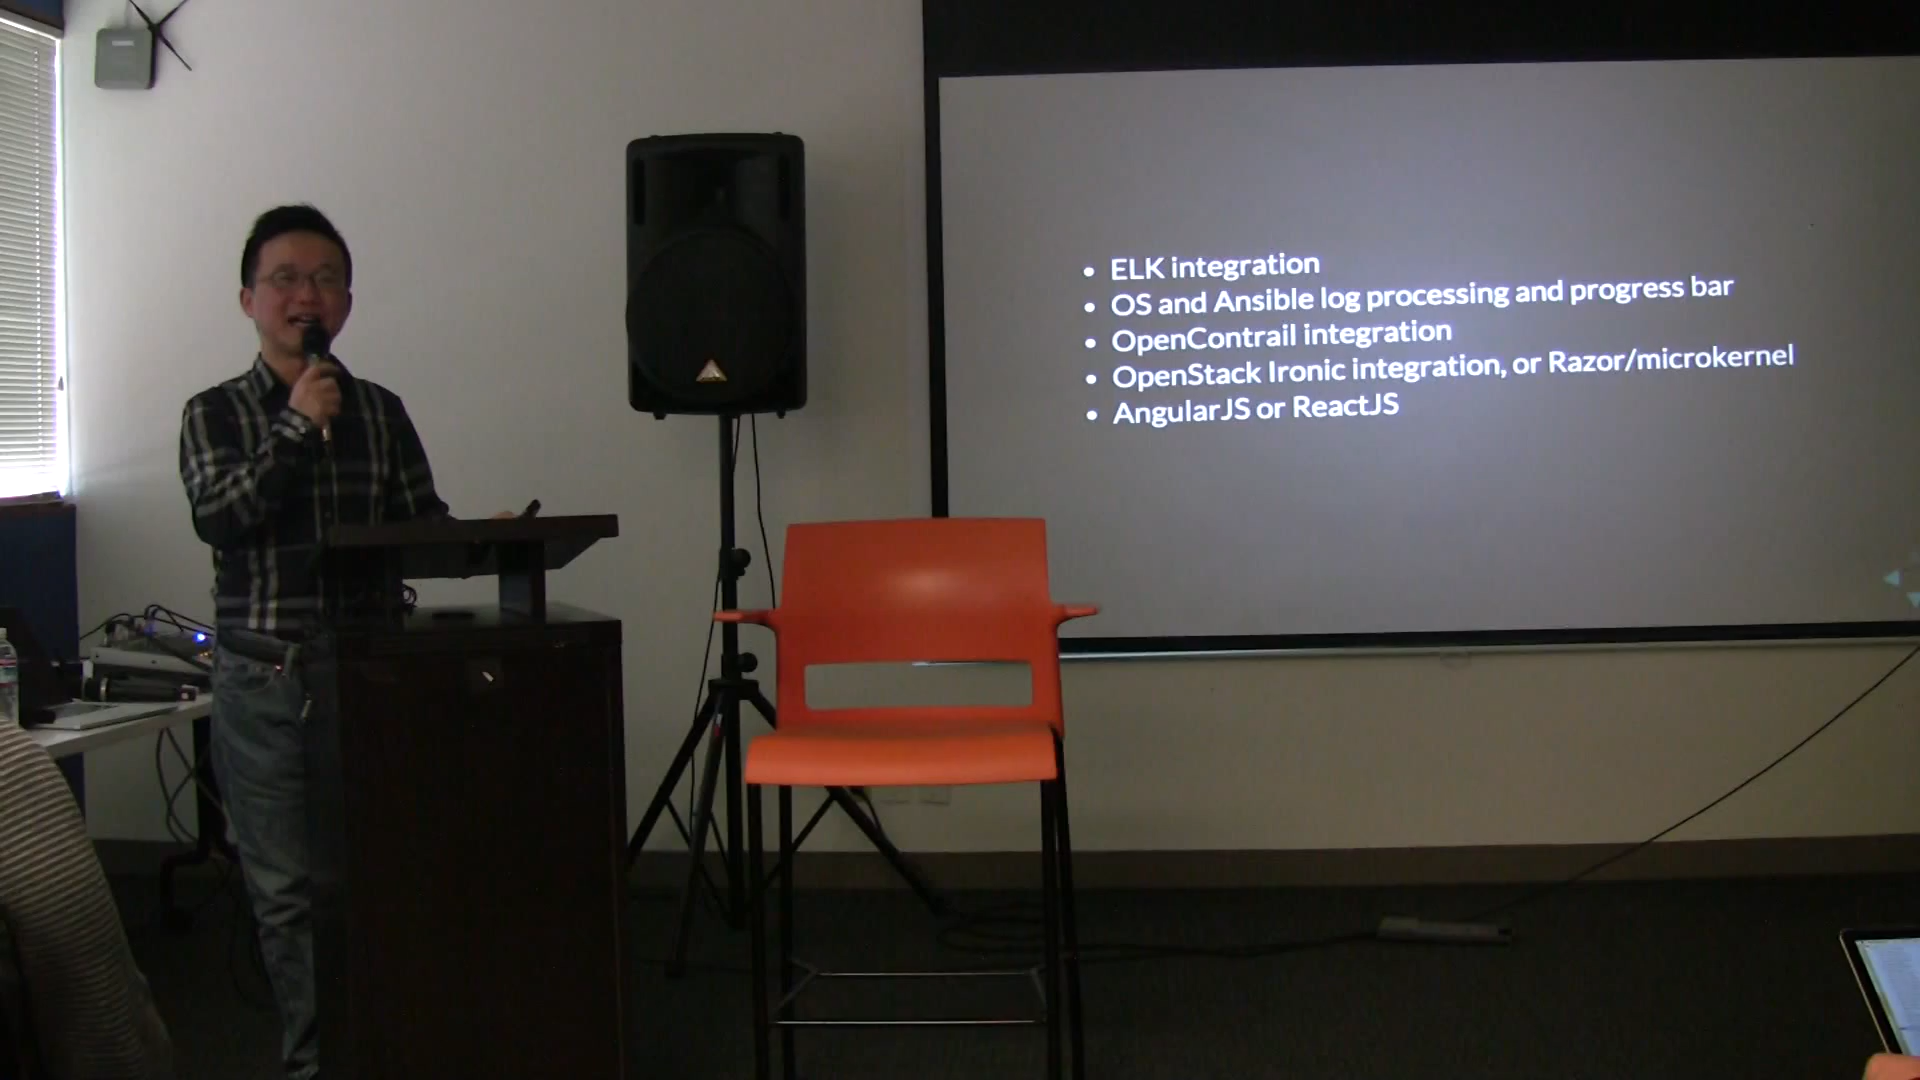 • ELK integration
• OS and Ansible log processing and progress bar
• OpenContrail integration
• OpenStack Ironic integration, or Razor/microkernel
• AngularJS or ReactJS